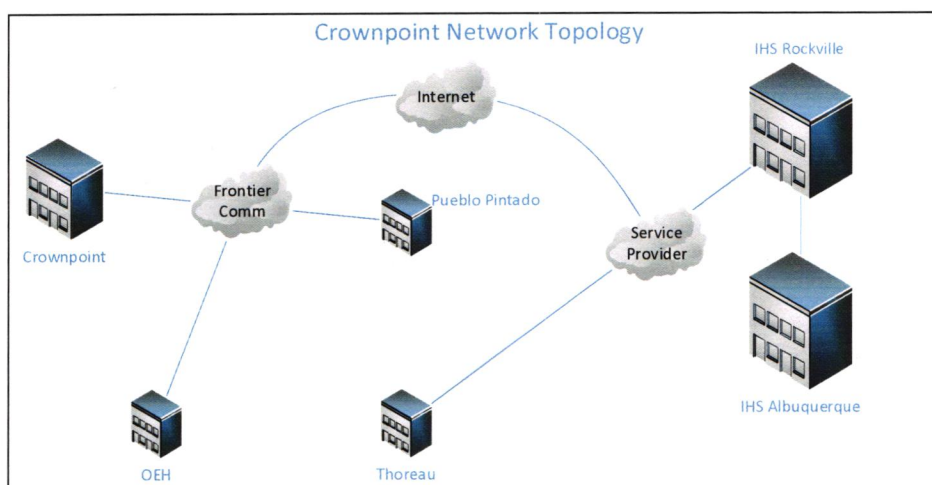 Crownpoint Network Topology
IHS Rockville
Internet
Frontier
Comm
Pueblo Pintado
Service
Provider
Crownpoint
IHS Albuquerque
OEH
Thoreau